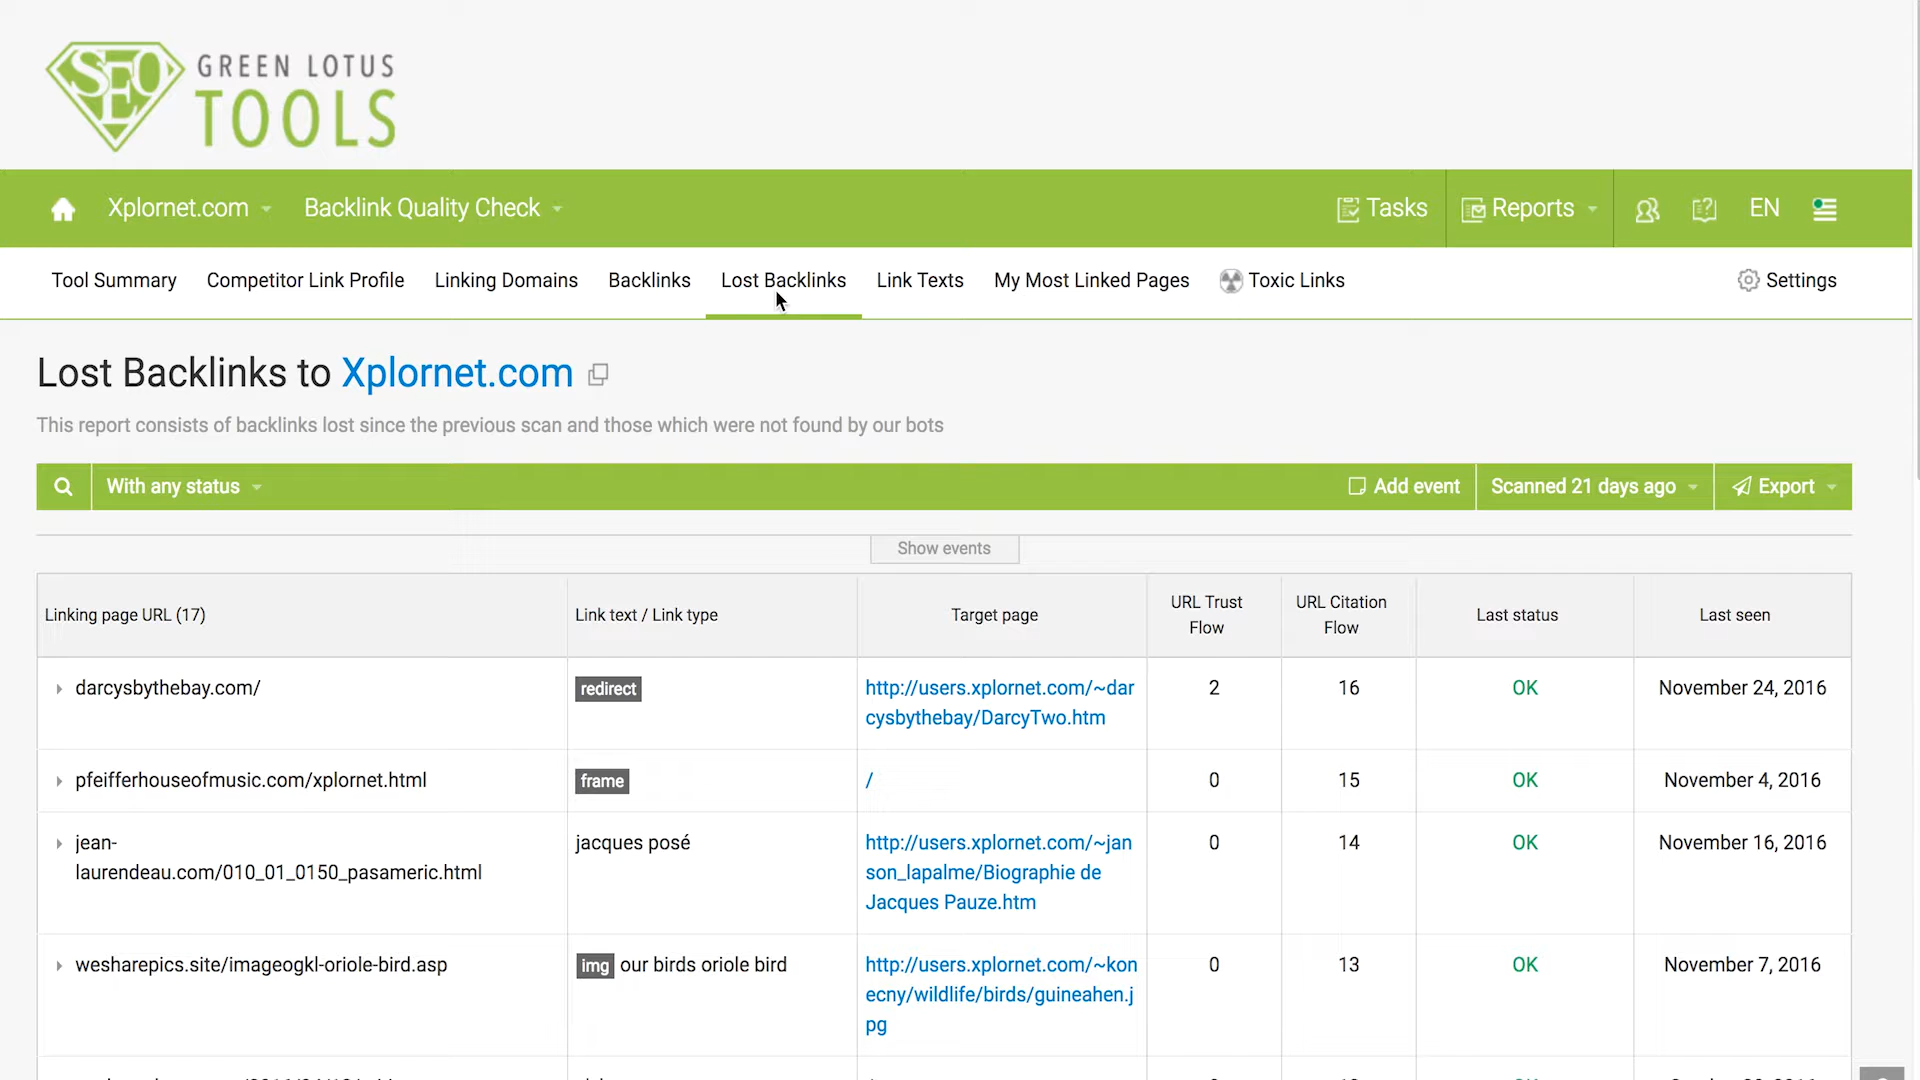 SEO
GREEN LOTUS
TOOLS
Xplornet.com
Backlink Quality Check
Tasks
Reports
EN
Tool Summary
Competitor Link Profile
Linking Domains
Backlinks
Lost Backlinks
Link Texts
My Most Linked Pages
Toxic Links
Settings
Lost Backlinks to Xplornet.com
This report consists of backlinks lost since the previous scan and those which were not found by our bots
With any status
Add event
Scanned 21 days ago
Export
Show events
Linking page URL (17)
Link text / Link type
Target page
URL Trust
Flow
URL Citation
Flow
Last status
Last seen
darcysbythebay.com/
redirect
http://users.xplornet.com/~dar
cysbythebay/DarcyTwo.htm
2
16
OK
November 24, 2016
pfeifferhouseofmusic.com/xplornet.html
frame
/
0
15
OK
November 4, 2016
jean-
laurendeau.com/010_01_0150_pasameric.html
jacques posé
http://users.xplornet.com/~jan
son_lapalme/Biographie de
Jacques Pauze.htm
0
14
OK
November 16, 2016
wesharepics.site/imageogkl-oriole-bird.asp
img our birds oriole bird
http://users.xplornet.com/~kon
ecny/wildlife/birds/guineahen.j
pg
0
13
OK
November 7, 2016